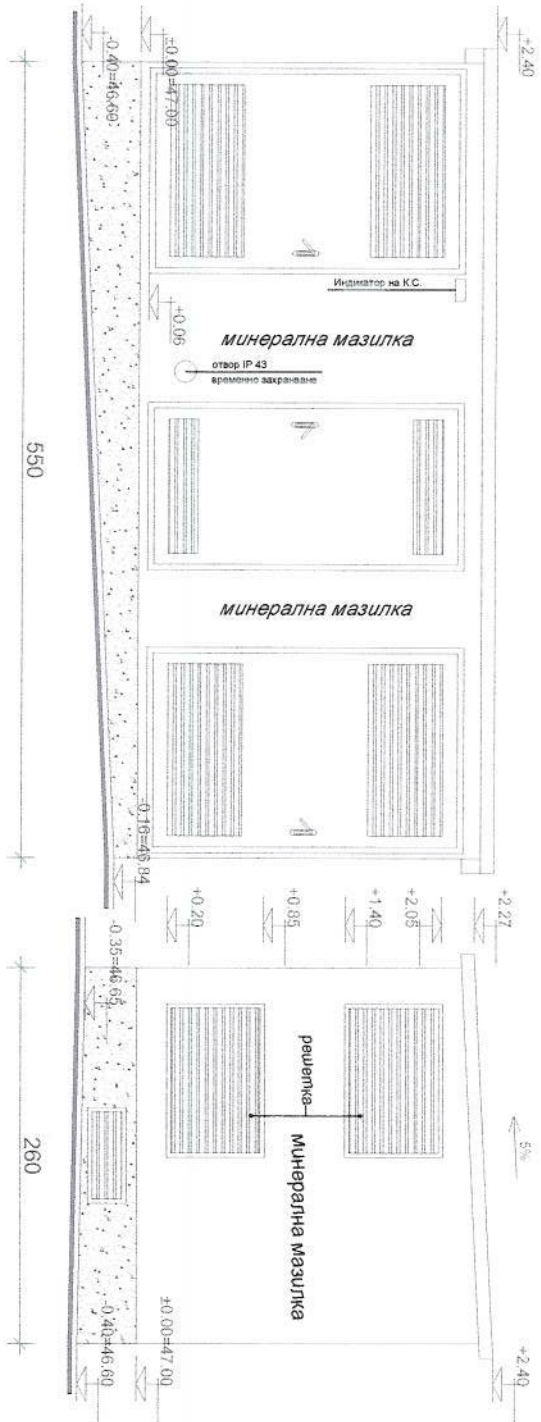 +2.40
±0.00=47.00
-0.40=46.60
Индикатор на К.С.
+0.06
минерална мазилка
отвор IP 43
временно захранване
минерална мазилка
-0.16=46.84
550
+2.27
+2.05
+1.40
+0.85
+0.20
-0.35=46.65
5%
решетка
минерална мазилка
+2.40
±0.00=47.00
-0.40=46.60
260